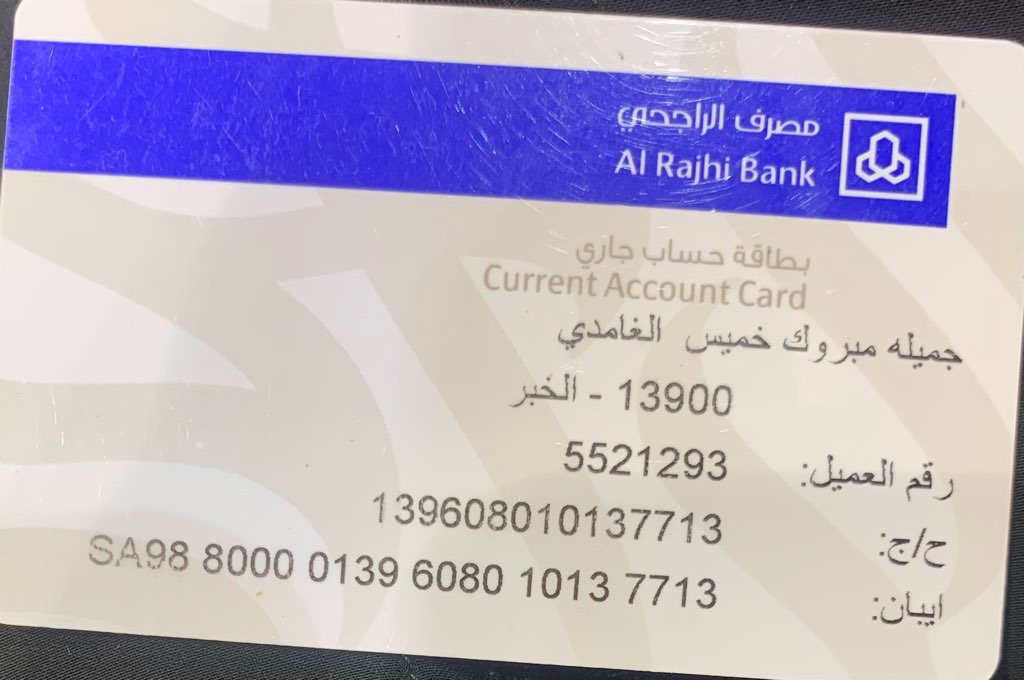 مصرف الراجحي
Al Rajhi Bank
بطاقة حساب جاري
Current Account Card
جميله مبروك خميس الغامدي
13900 - الخبر
رقم العميل: 5521293
ح/ج: 139608010137713
ايبان: SA98 8000 0139 6080 1013 7713